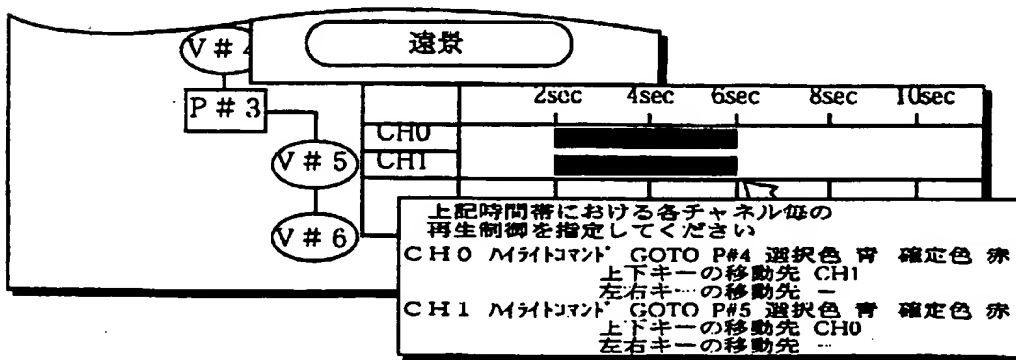 遠景
V # 4
P # 3
V # 5
V # 6
2sec 4sec 6sec 8sec 10sec
CH0
CH1
上記時間帯における各チャネル毎の
再生制御を指定してください
CH0 ハイライトコマンド GOTO P#4 選択色 青 確定色 赤
上下キーの移動先 CH1
左右キーの移動先 －
CH1 ハイライトコマンド GOTO P#5 選択色 青 確定色 赤
上下キーの移動先 CH0
左右キーの移動先 －